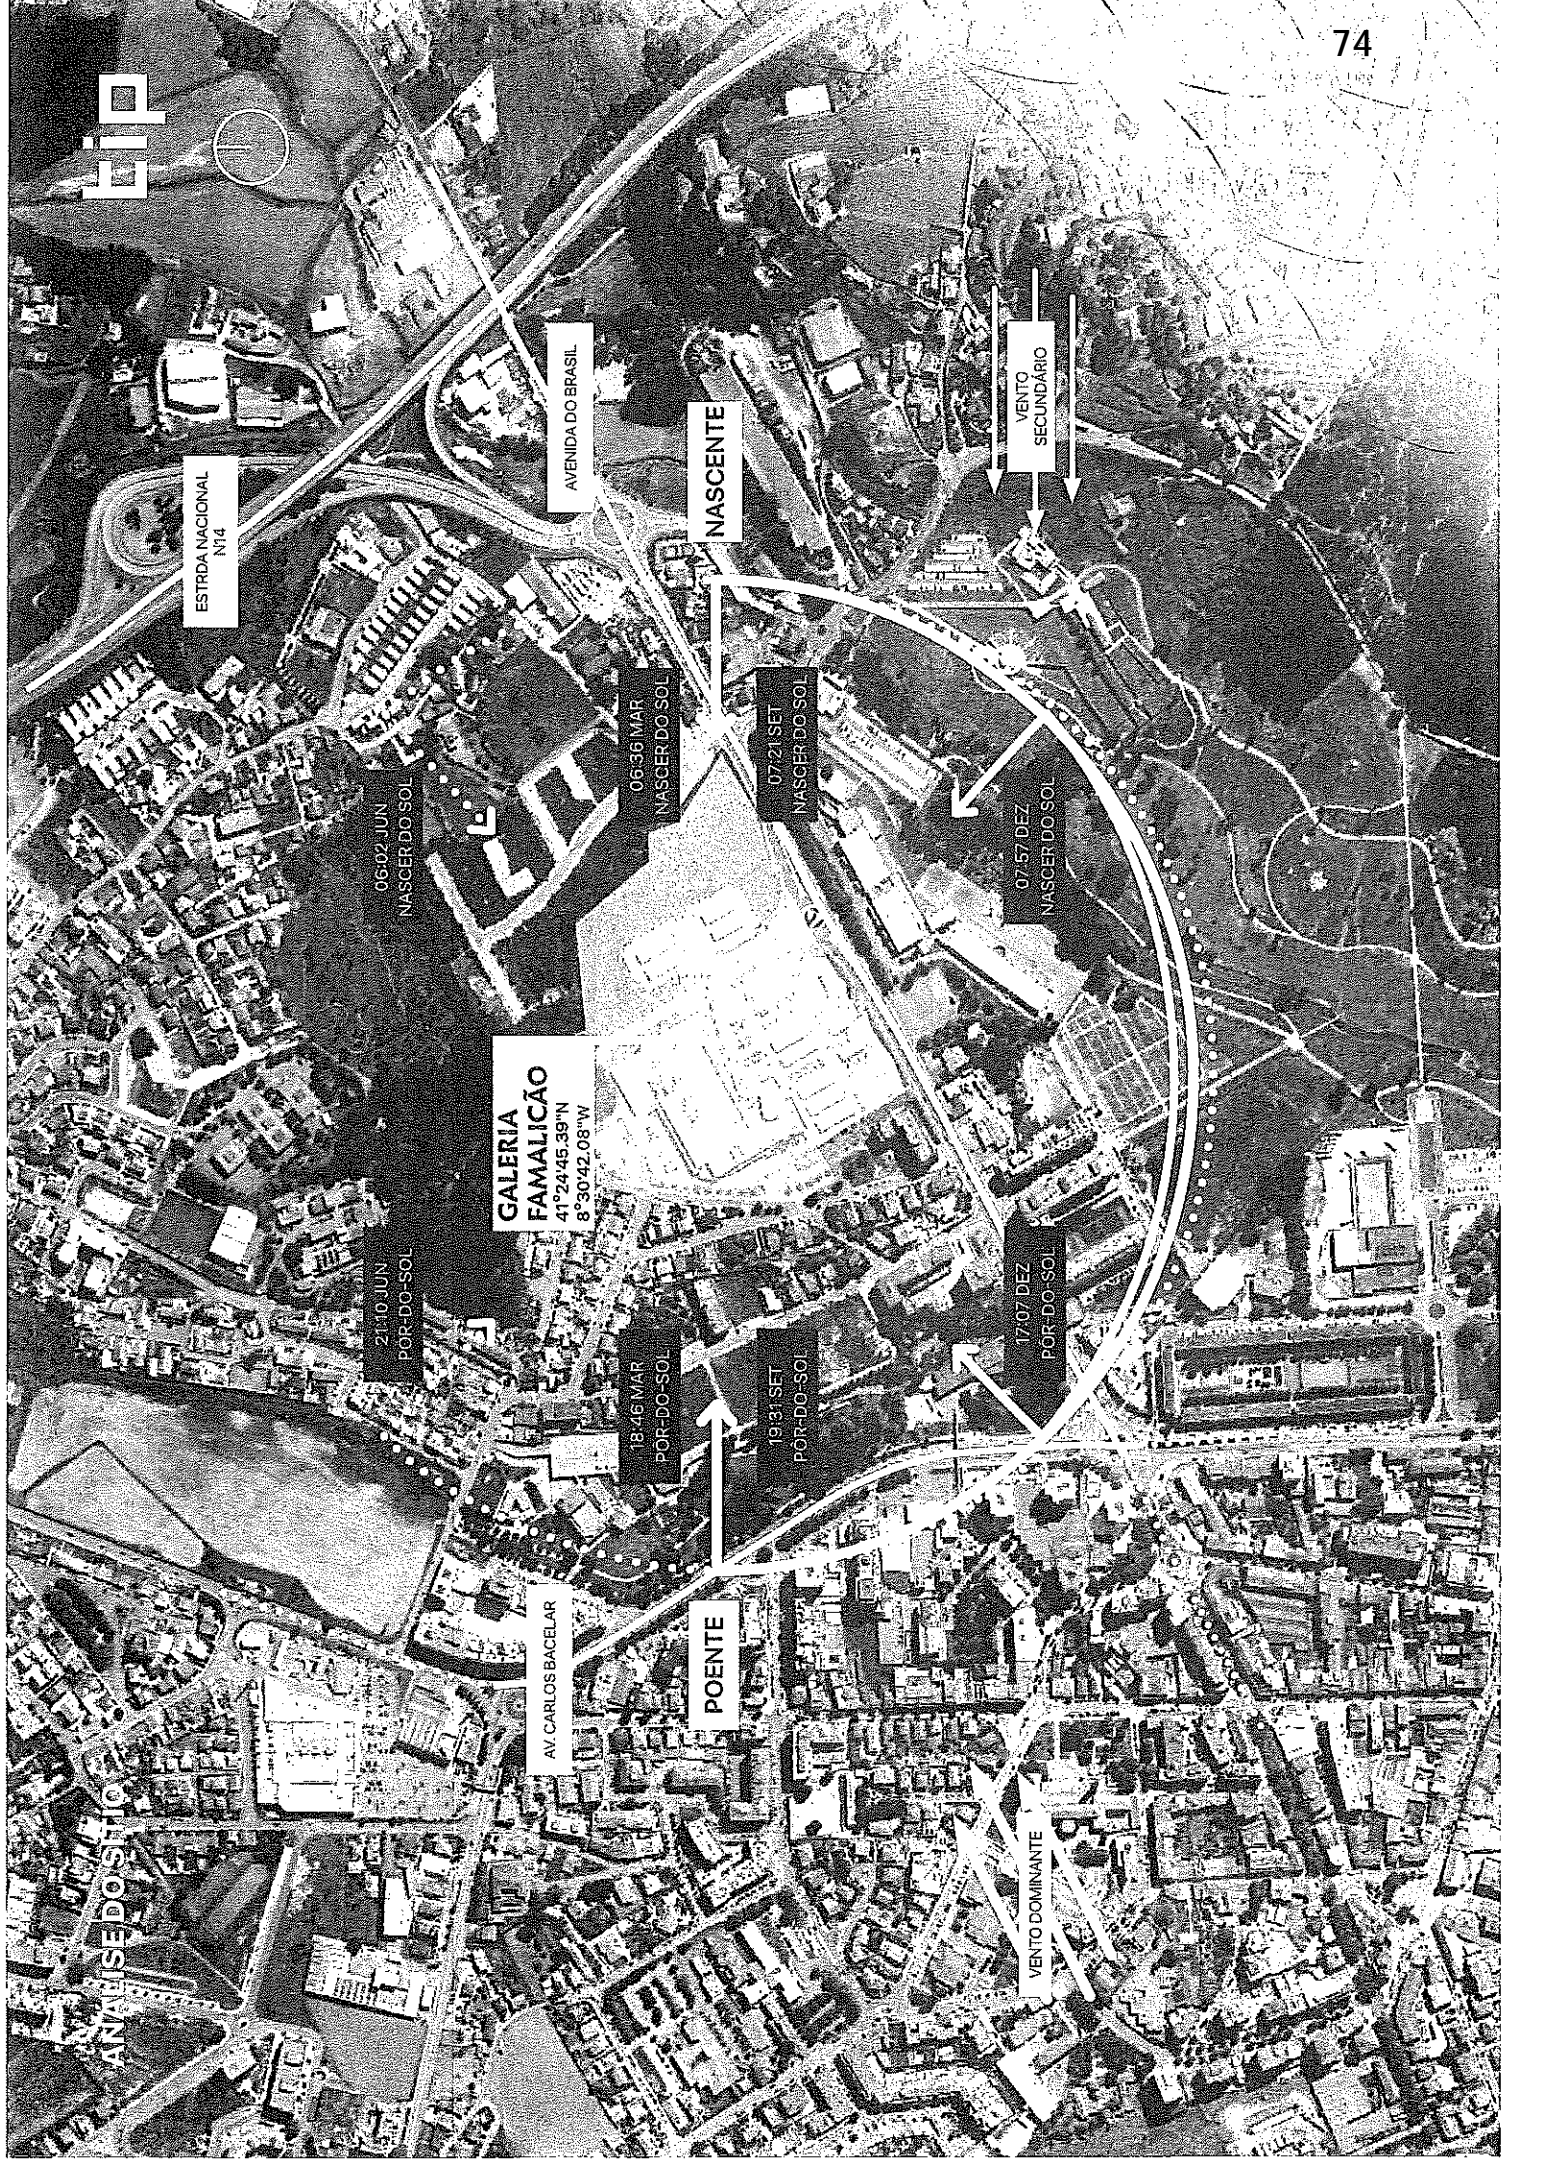 74
ANÁLISE DO SÍTIO
tip
ESTRDA NACIONAL
N14
21:10 JUN
POR-DO-SOL
06:02 JUN
NASCER DO SOL
GALERIA
FAMALICÃO
41°24'45.39"N
8°30'42.08"W
AV. CARLOS BACELAR
AVENIDA DO BRASIL
18:46 MAR
POR-DO-SOL
06:36 MAR
NASCER DO SOL
POENTE
NASCENTE
19:31 SET
POR-DO-SOL
07:21 SET
NASCER DO SOL
VENTO DOMINANTE
17:07 DEZ
POR-DO-SOL
07:57 DEZ
NASCER DO SOL
VENTO
SECUNDÁRIO